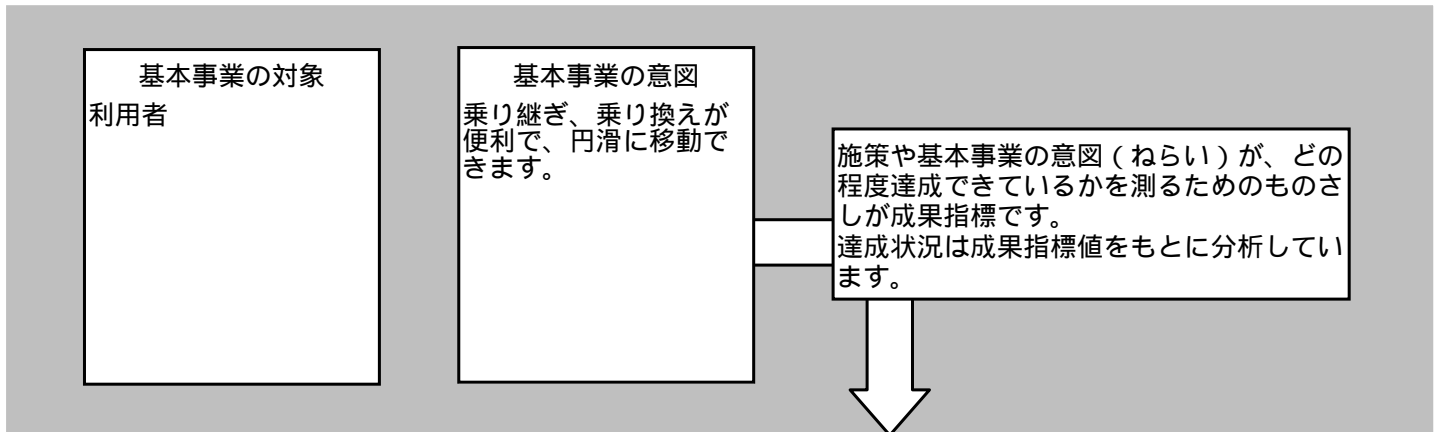 基本事業の対象
利用者
基本事業の意図
乗り継ぎ、乗り換えが
便利で、円滑に移動で
きます。
施策や基本事業の意図(ねらい)が、どの
程度達成できているかを測るためのものさ
しが成果指標です。
達成状況は成果指標値をもとに分析してい
ます。